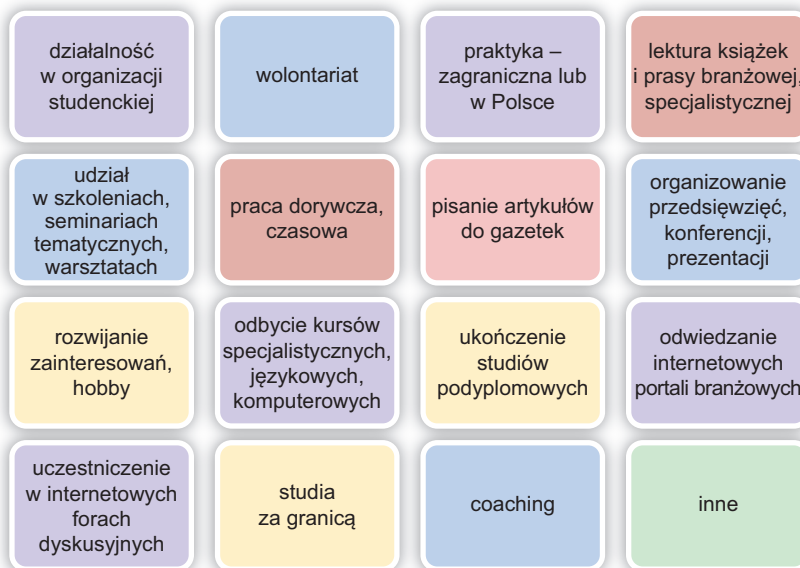 działalność
w organizacji
studenckiej
wolontariat
praktyka –
zagraniczna lub
w Polsce
lektura książek
i prasy branżowej,
specjalistycznej
udział
w szkoleniach,
seminariach
tematycznych,
warsztatach
praca dorywcza,
czasowa
pisanie artykułów
do gazetek
organizowanie
przedsięwzięć,
konferencji,
prezentacji
rozwijanie
zainteresowań,
hobby
odbycie kursów
specjalistycznych,
językowych,
komputerowych
ukończenie
studiów
podyplomowych
odwiedzanie
internetowych
portali branżowych
uczestniczenie
w internetowych
forach
dyskusyjnych
studia
za granicą
coaching
inne